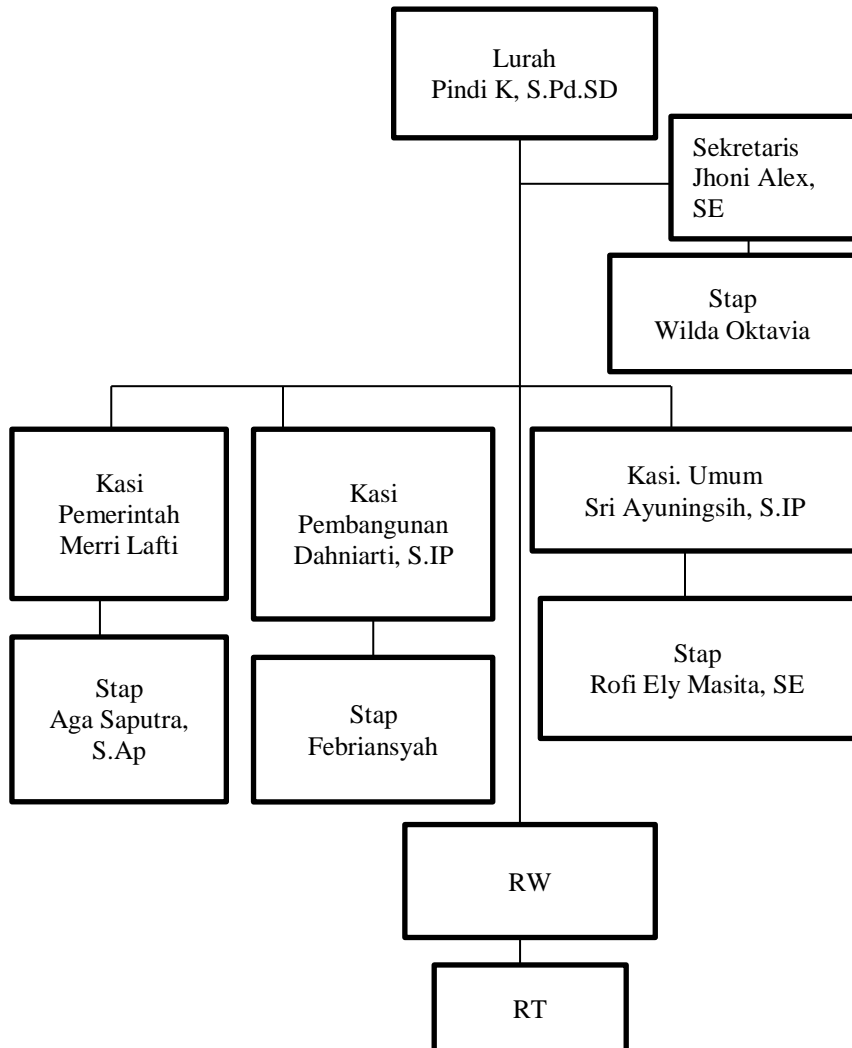 Lurah
Pindi K, S.Pd.SD
Sekretaris
Jhoni Alex,
SE
Stap
Wilda Oktavia
Kasi
Pemerintah
Merri Lafti
Kasi
Pembangunan
Dahniarti, S.IP
Kasi. Umum
Sri Ayuningsih, S.IP
Stap
Aga Saputra,
S.Ap
Stap
Febriansyah
Stap
Rofi Ely Masita, SE
RW
RT